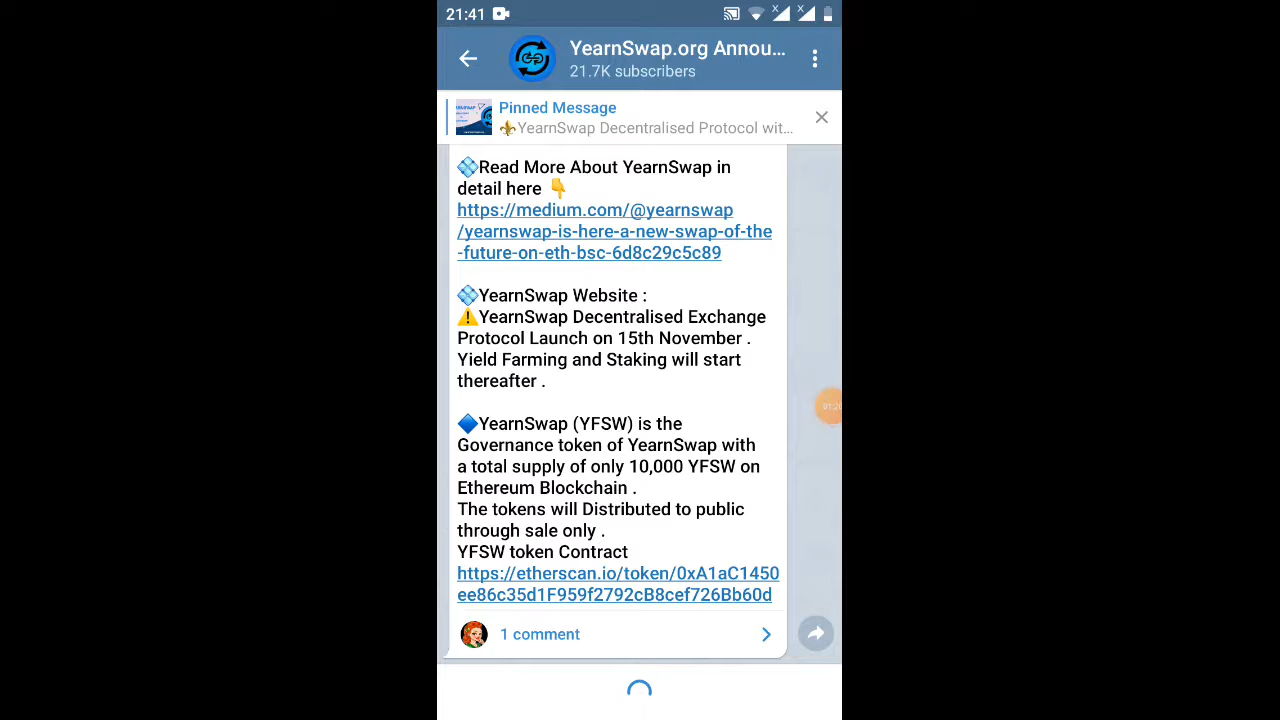 21:41
YearnSwap.org Annou...
21.7K subscribers
Pinned Message
⚜️YearnSwap Decentralised Protocol wit...
💠Read More About YearnSwap in
detail here 👇
https://medium.com/@yearnswap
/yearnswap-is-here-a-new-swap-of-the
-future-on-eth-bsc-6d8c29c5c89
💠YearnSwap Website :
⚠️YearnSwap Decentralised Exchange
Protocol Launch on 15th November .
Yield Farming and Staking will start
thereafter .
🔷YearnSwap (YFSW) is the
Governance token of YearnSwap with
a total supply of only 10,000 YFSW on
Ethereum Blockchain .
The tokens will Distributed to public
through sale only .
YFSW token Contract
https://etherscan.io/token/0xA1aC1450
ee86c35d1F959f2792cB8cef726Bb60d
1 comment